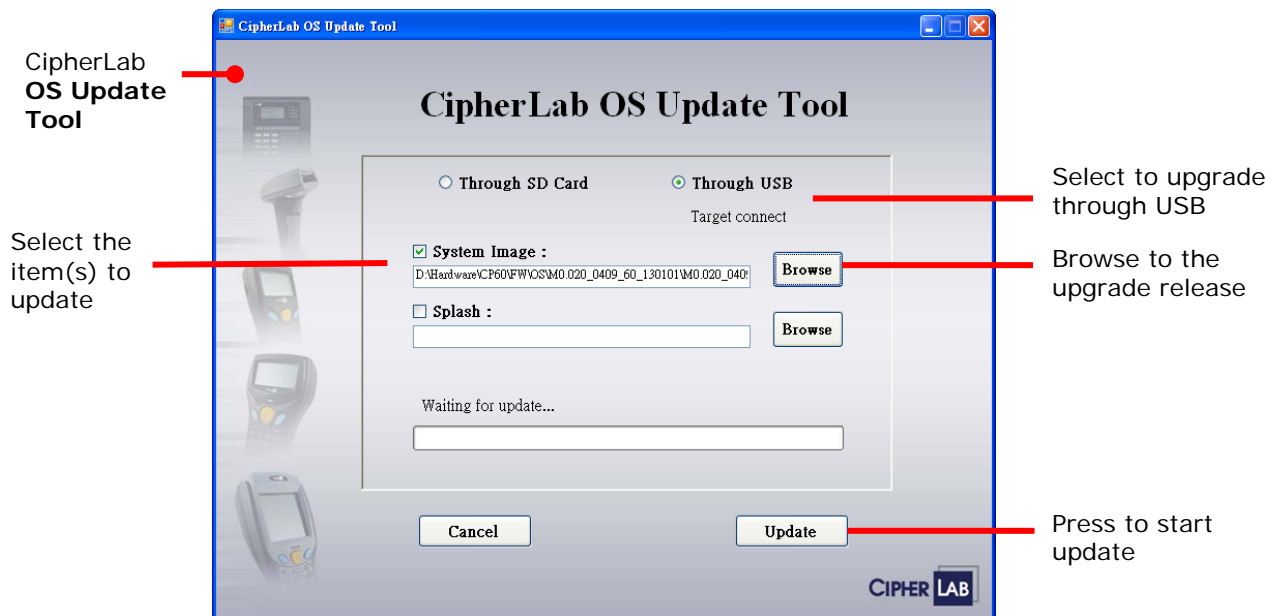 CipherLab OS Update Tool
CipherLab
OS Update
Tool
CipherLab OS Update Tool
Through SD Card
Through USB
Target connect
Select to upgrade
through USB
Select the
item(s) to
update
System Image :
D:\Hardware\CP60\FW\OS\M0.020_0409_60_130101\M0.020_040
Browse
Browse to the
upgrade release
Splash :
Browse
Waiting for update...
Cancel
Update
Press to start
update
CIPHER LAB